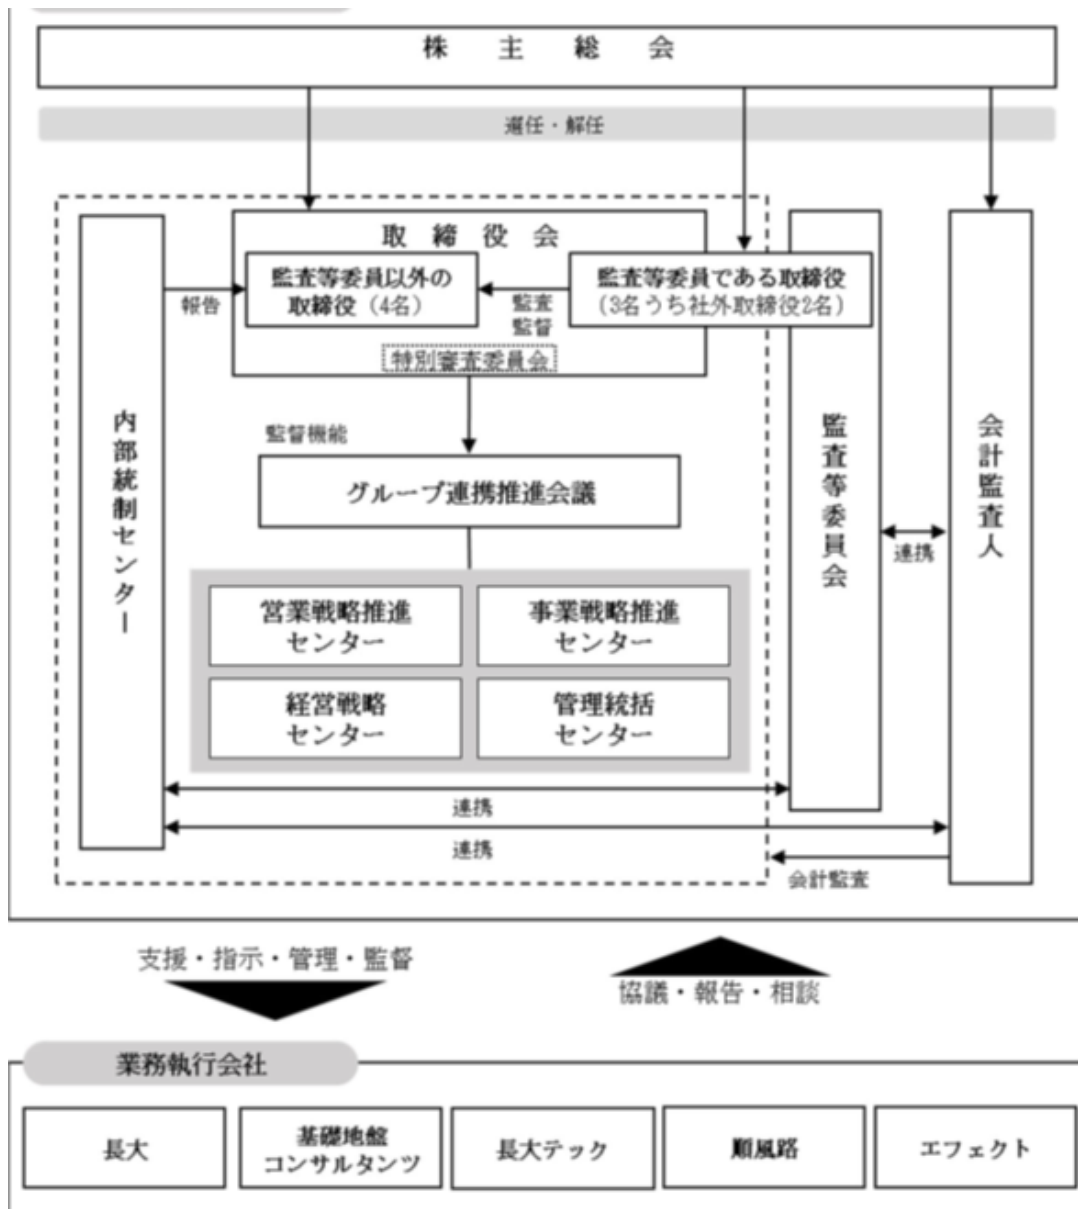 株主総会
選任・解任
取締役会
監査等委員以外の
取締役（4名）
監査等委員である取締役
（3名うち社外取締役2名）
報告
監査
監督
特別審査委員会
監督機能
グループ連携推進会議
内部統制センター
監査等委員会
会計監査人
連携
営業戦略推進
センター
事業戦略推進
センター
経営戦略
センター
管理統括
センター
連携
連携
会計監査
支援・指示・管理・監督
協議・報告・相談
業務執行会社
長大
基礎地盤
コンサルタンツ
長大テック
順風路
エフェクト